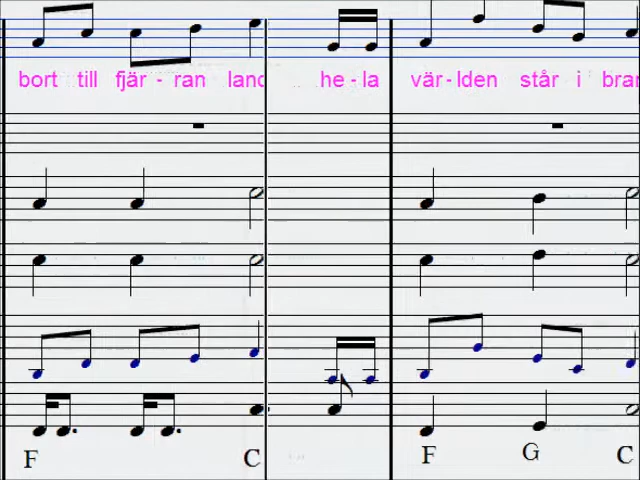 bort till fjär - ran land he - la vär - lden står i bran
F C F G C